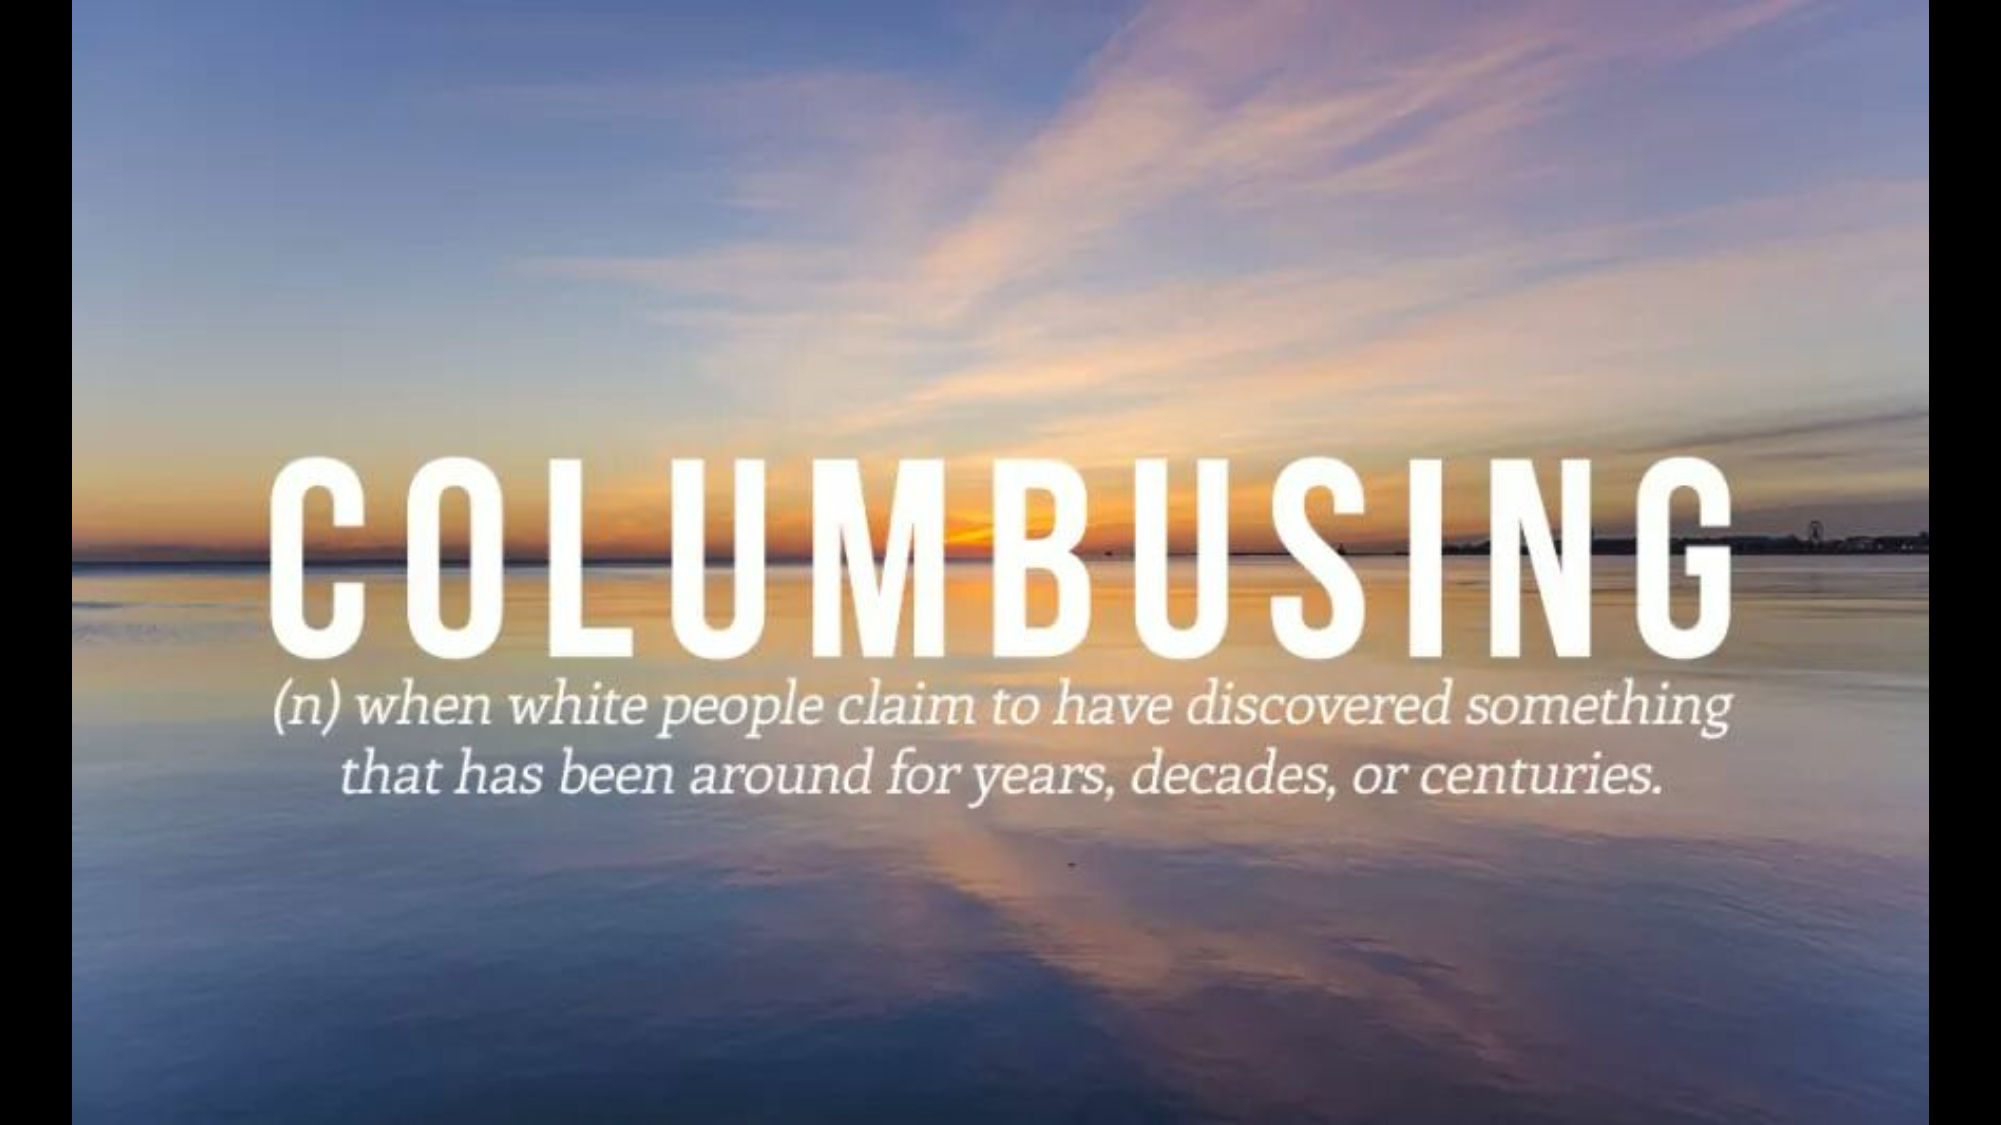 COLUMBUSING
(n) when white people claim to have discovered something
that has been around for years, decades, or centuries.